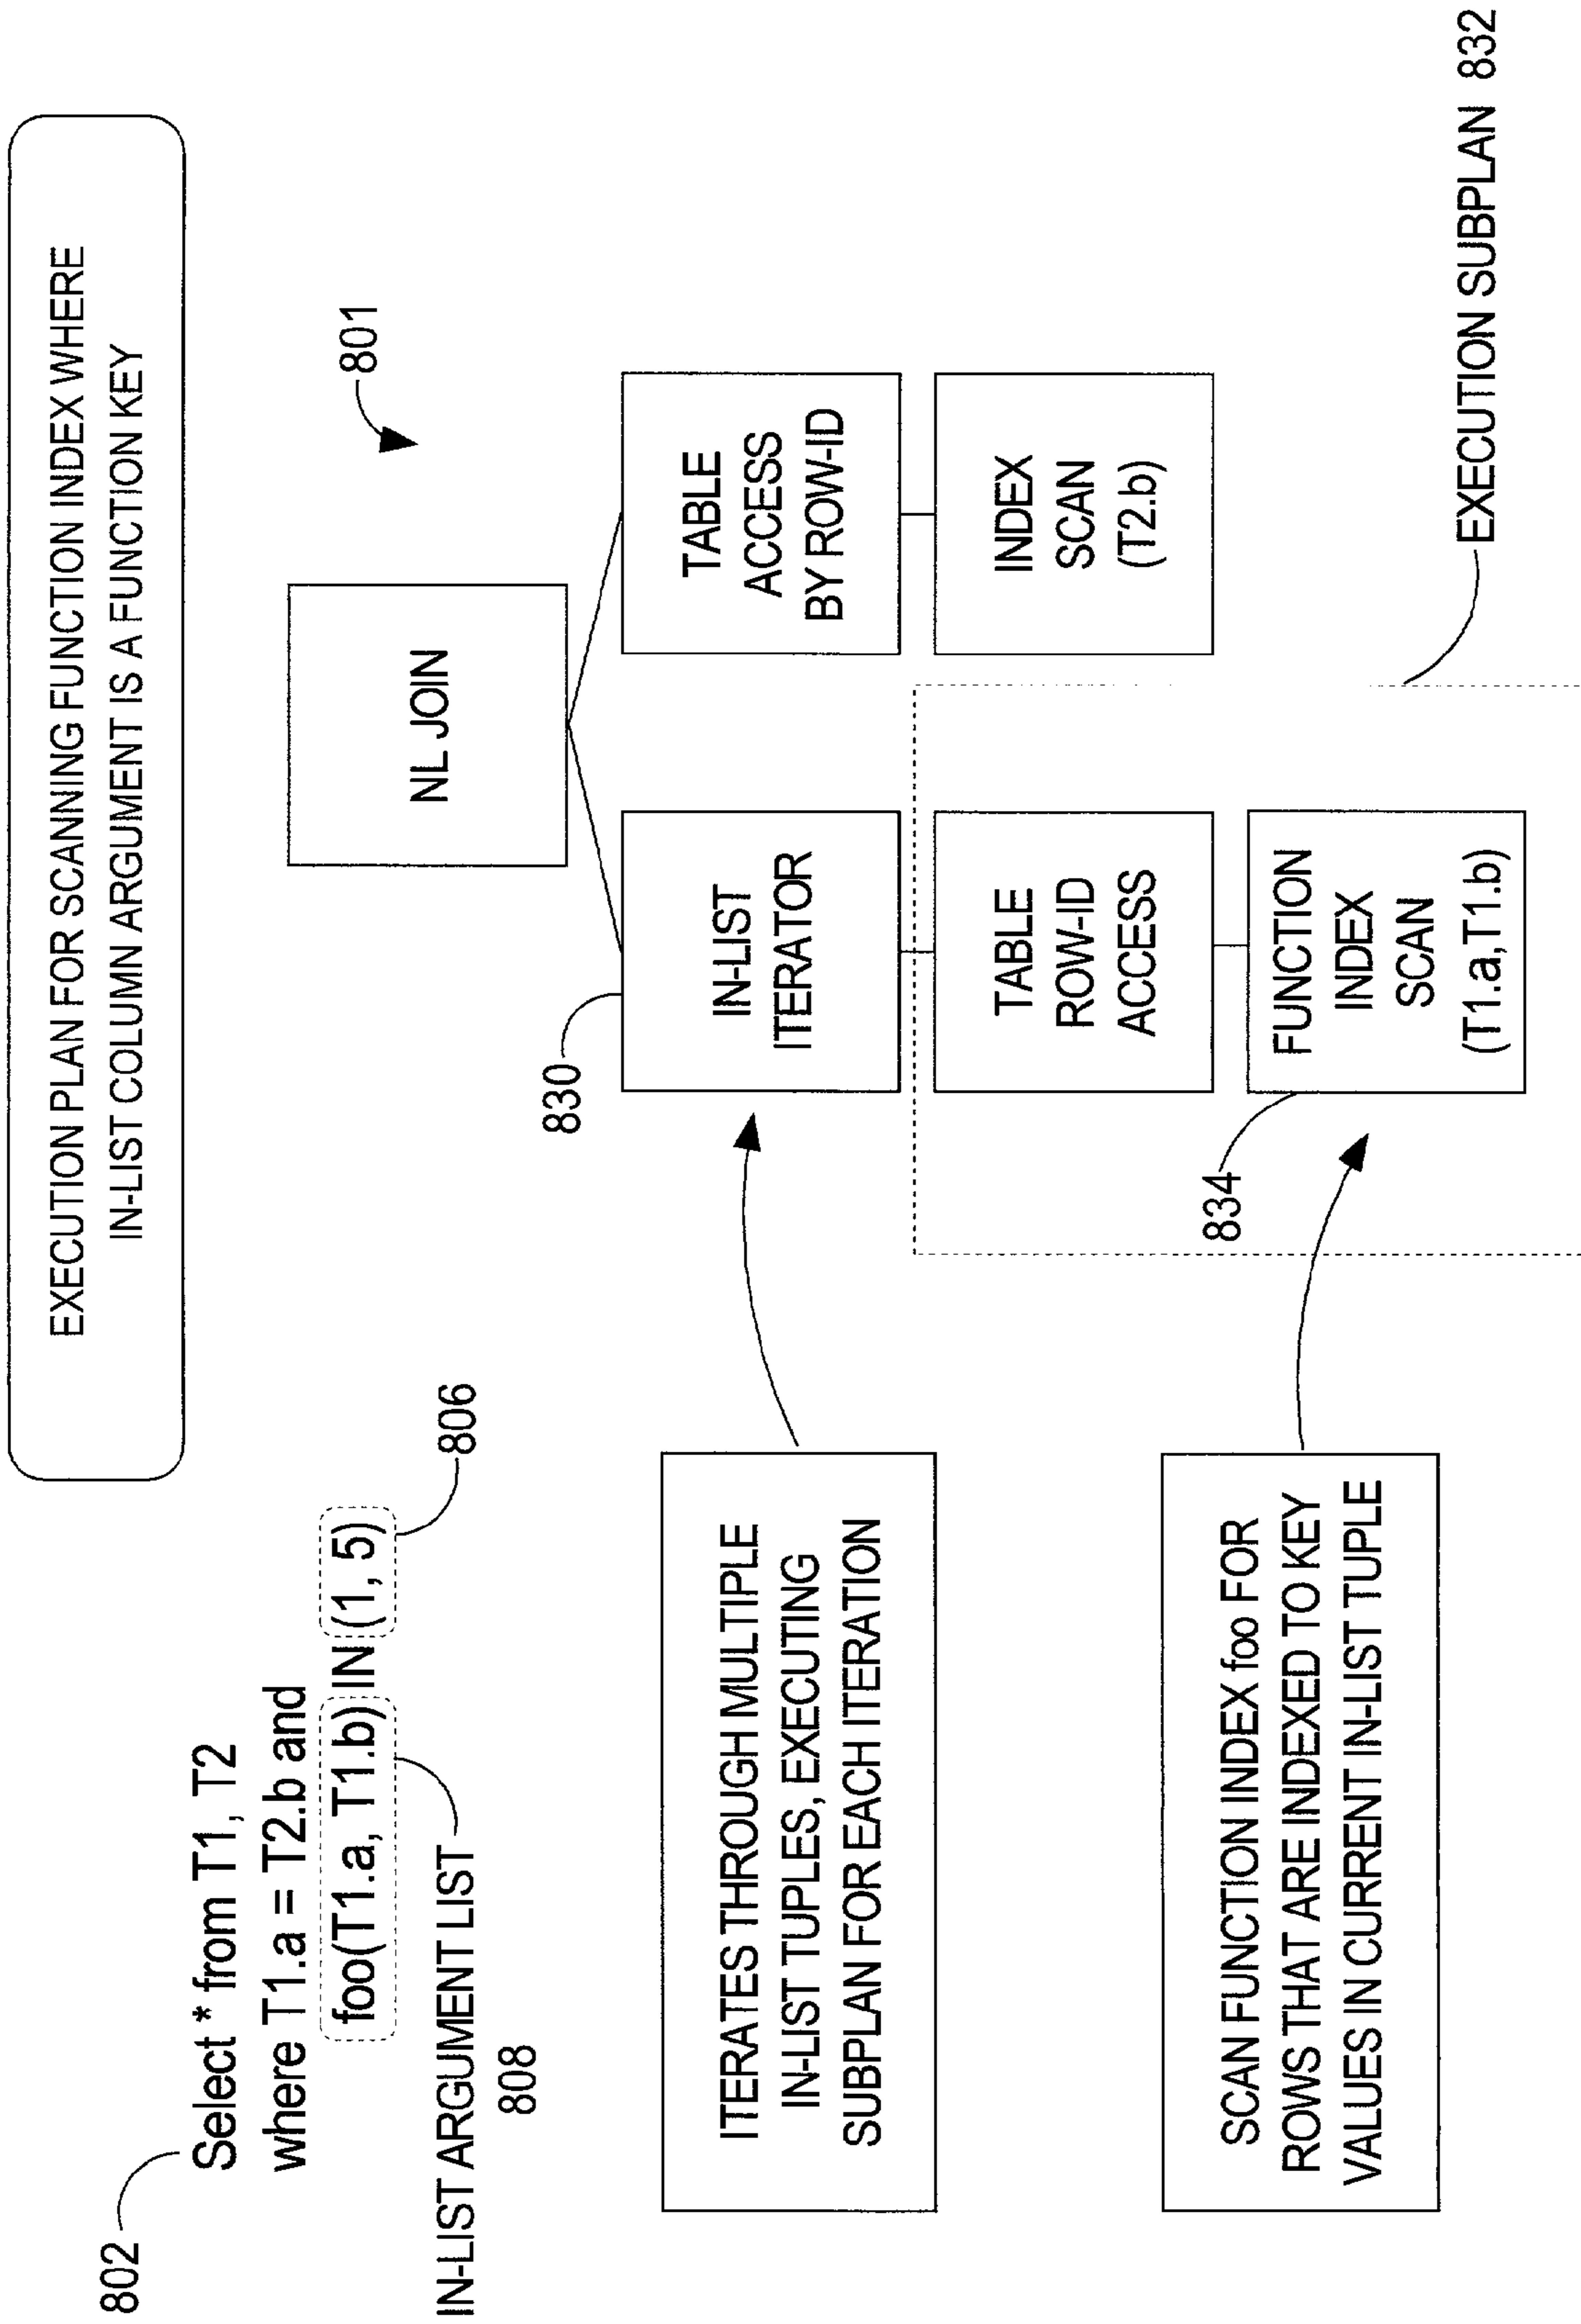 EXECUTION PLAN FOR SCANNING FUNCTION INDEX WHERE
IN-LIST COLUMN ARGUMENT IS A FUNCTION KEY
802
Select * from T1, T2
where T1.a = T2.b and
foo(T1.a, T1.b) IN (1, 5)
806
IN-LIST ARGUMENT LIST
808
801
NL JOIN
830
IN-LIST
ITERATOR
TABLE
ACCESS
BY ROW-ID
TABLE
ROW-ID
ACCESS
INDEX
SCAN
(T2.b)
834
FUNCTION
INDEX
SCAN
(T1.a,T1.b)
EXECUTION SUBPLAN 832
ITERATES THROUGH MULTIPLE
IN-LIST TUPLES, EXECUTING
SUBPLAN FOR EACH ITERATION
SCAN FUNCTION INDEX foo FOR
ROWS THAT ARE INDEXED TO KEY
VALUES IN CURRENT IN-LIST TUPLE